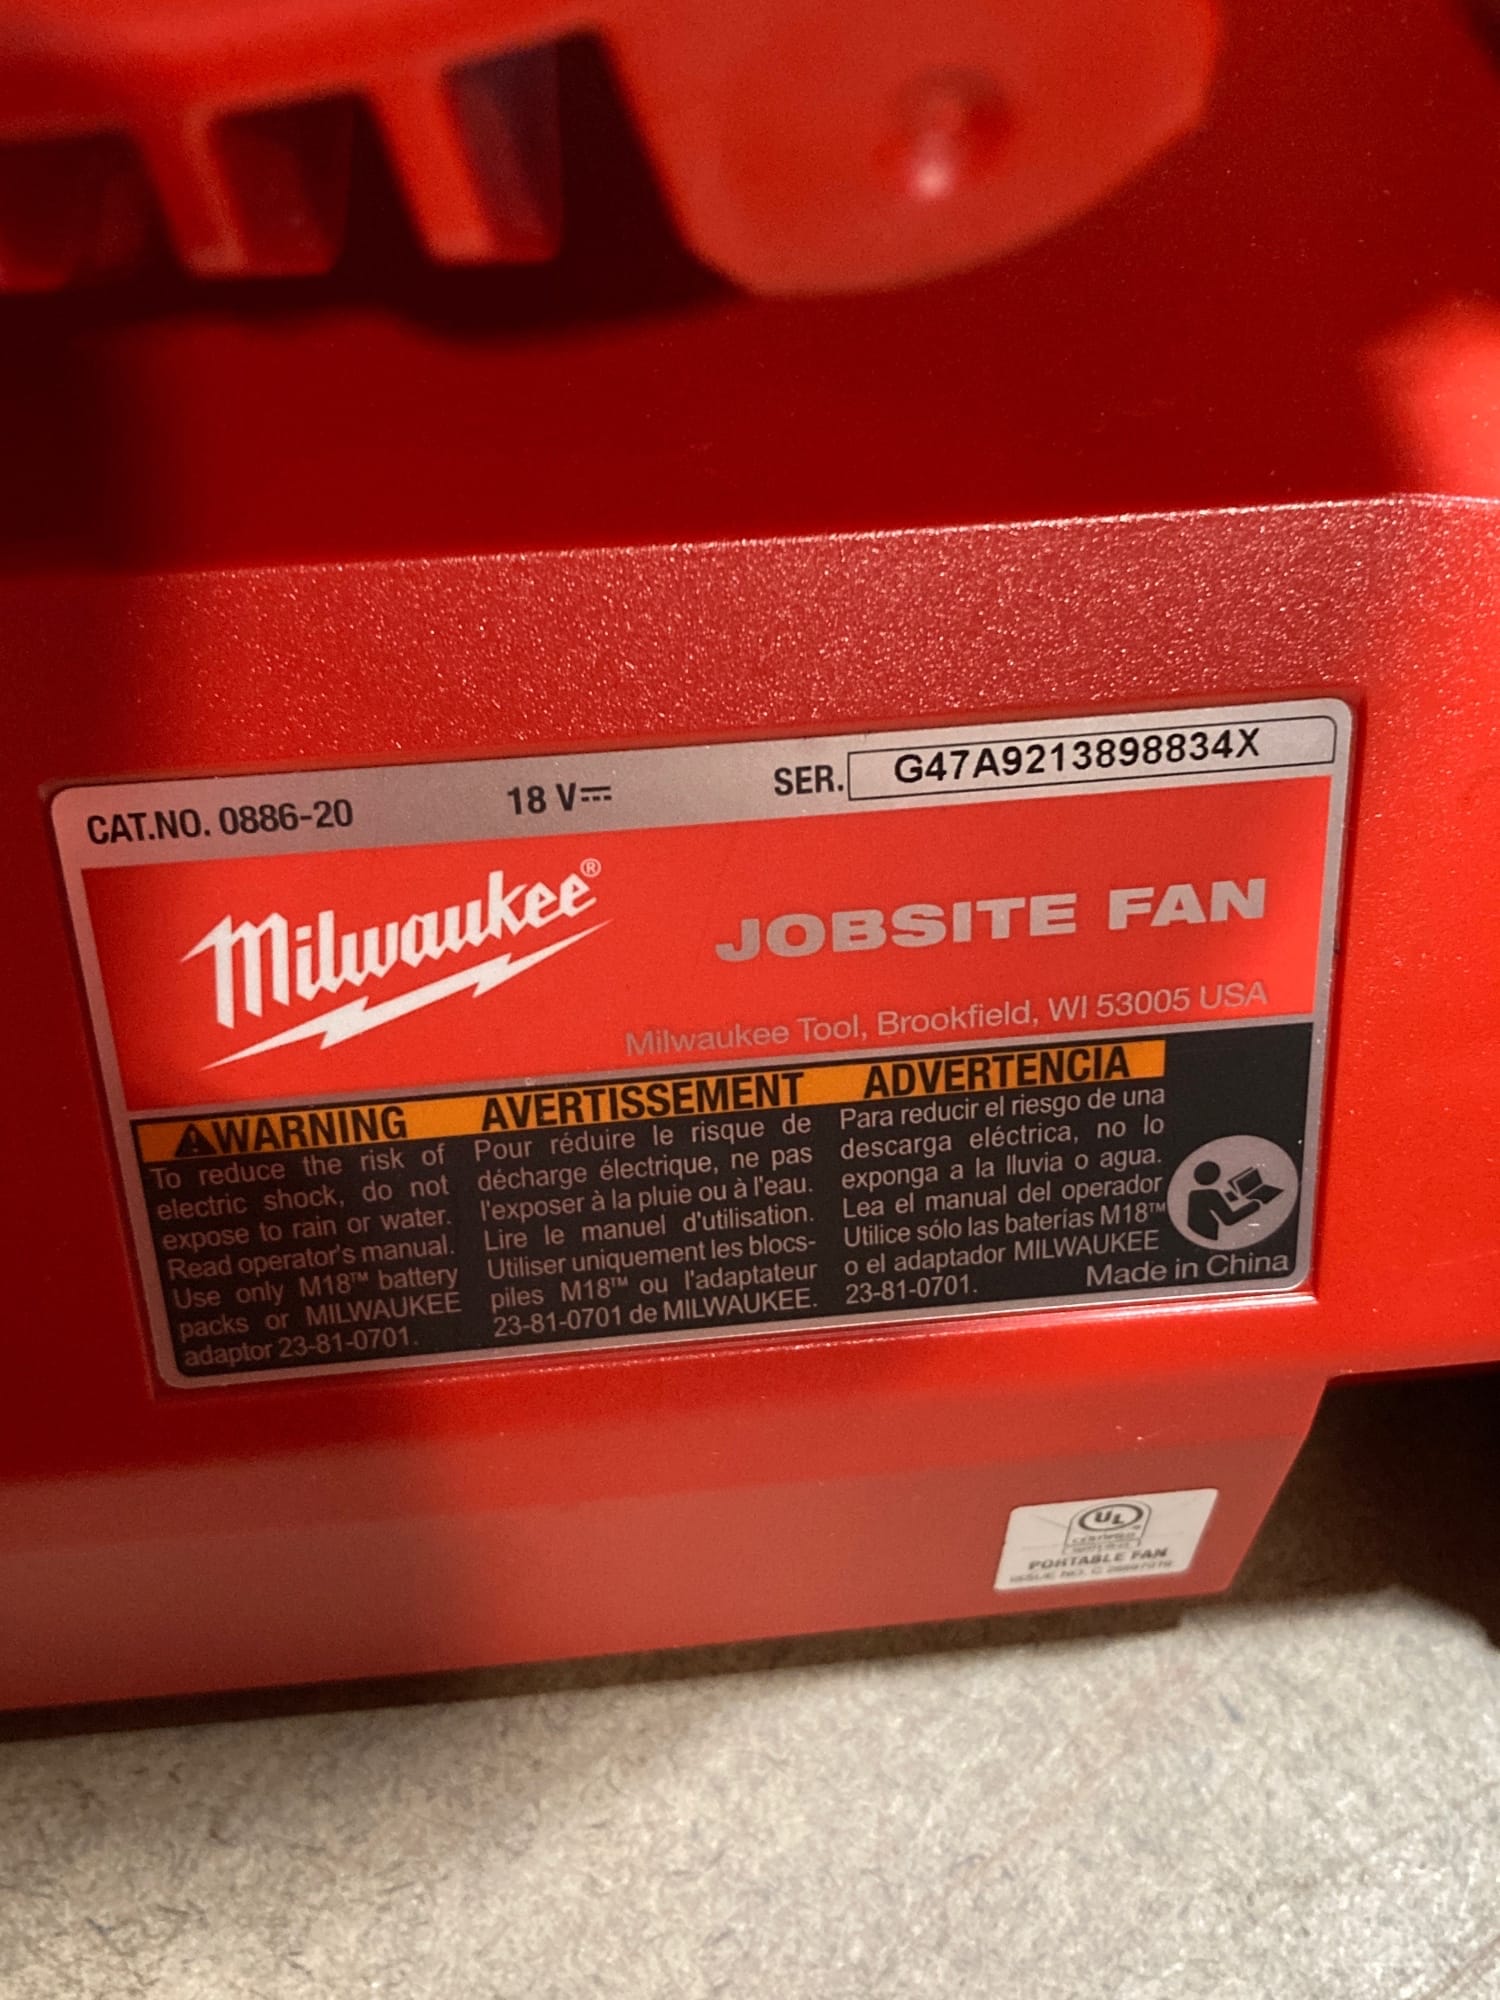 CAT.NO. 0886-20 18 V⎓ SER. G47A9213898834X
Milwaukee®
JOBSITE FAN
Milwaukee Tool, Brookfield, WI 53005 USA
⚠WARNING
To reduce the risk of
electric shock, do not
expose to rain or water.
Read operator's manual.
Use only M18™ battery
packs or MILWAUKEE
adaptor 23-81-0701.
AVERTISSEMENT
Pour réduire le risque de
décharge électrique, ne pas
l'exposer à la pluie ou à l'eau.
Lire le manuel d'utilisation.
Utiliser uniquement les blocs-
piles M18™ ou l'adaptateur
23-81-0701 de MILWAUKEE.
ADVERTENCIA
Para reducir el riesgo de una
descarga eléctrica, no lo
exponga a la lluvia o agua.
Lea el manual del operador
Utilice sólo las baterías M18™
o el adaptador MILWAUKEE
23-81-0701.
Made in China
UL
PORTABLE FAN
ISSUE NO.